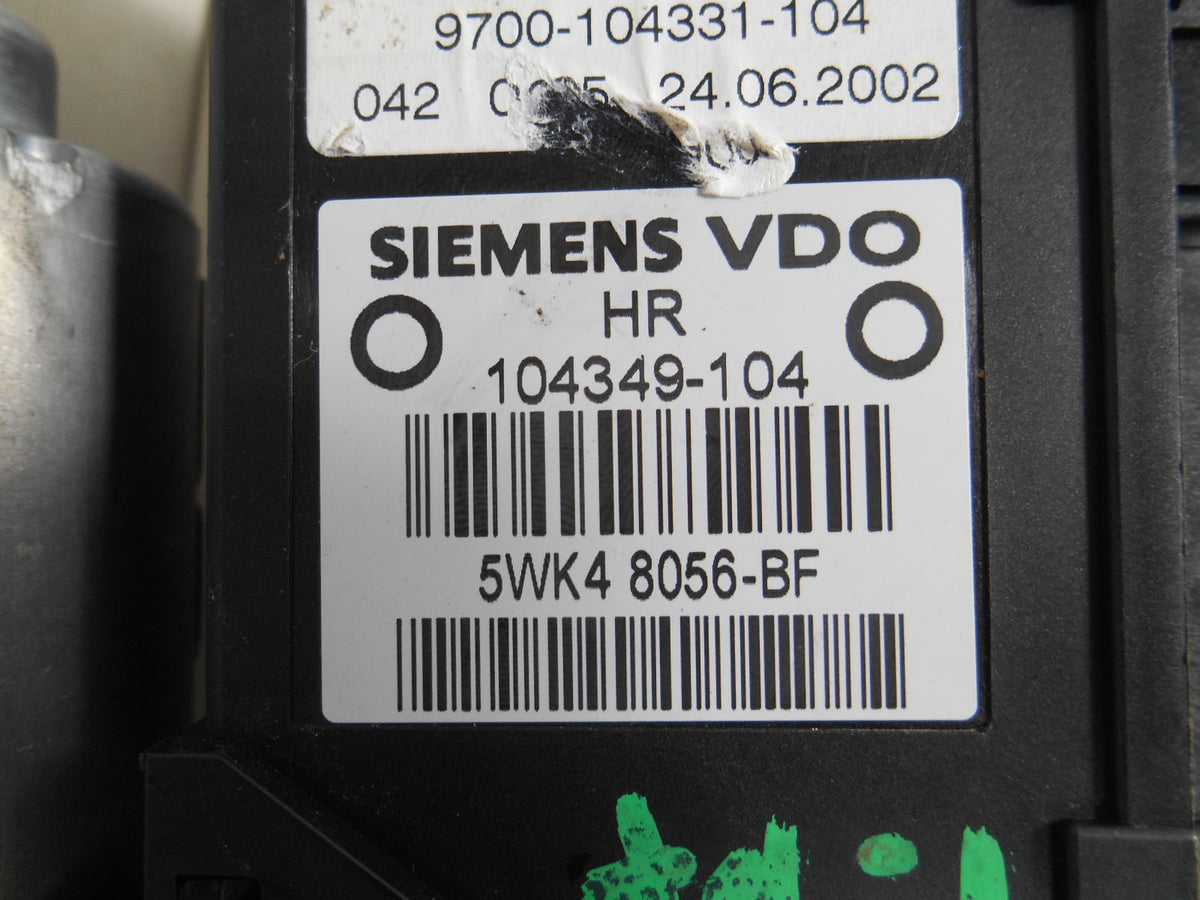 9700-104331-104
042 24.06.2002
SIEMENS VDO
HR
104349-104
5WK4 8056-BF